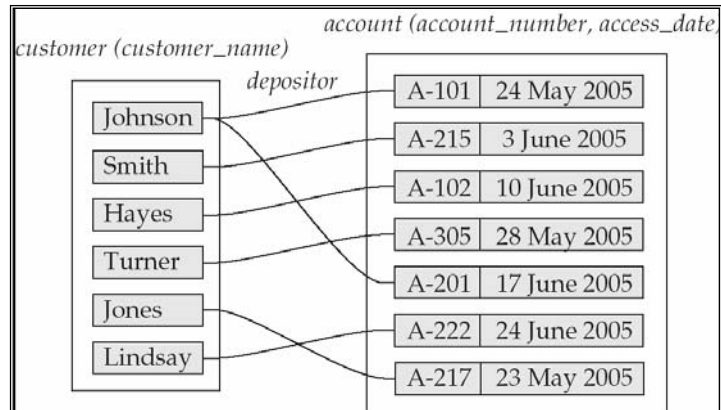 account (account_number, access_date)
customer (customer_name)
depositor
Johnson
Smith
Hayes
Turner
Jones
Lindsay
A-101 24 May 2005
A-215 3 June 2005
A-102 10 June 2005
A-305 28 May 2005
A-201 17 June 2005
A-222 24 June 2005
A-217 23 May 2005